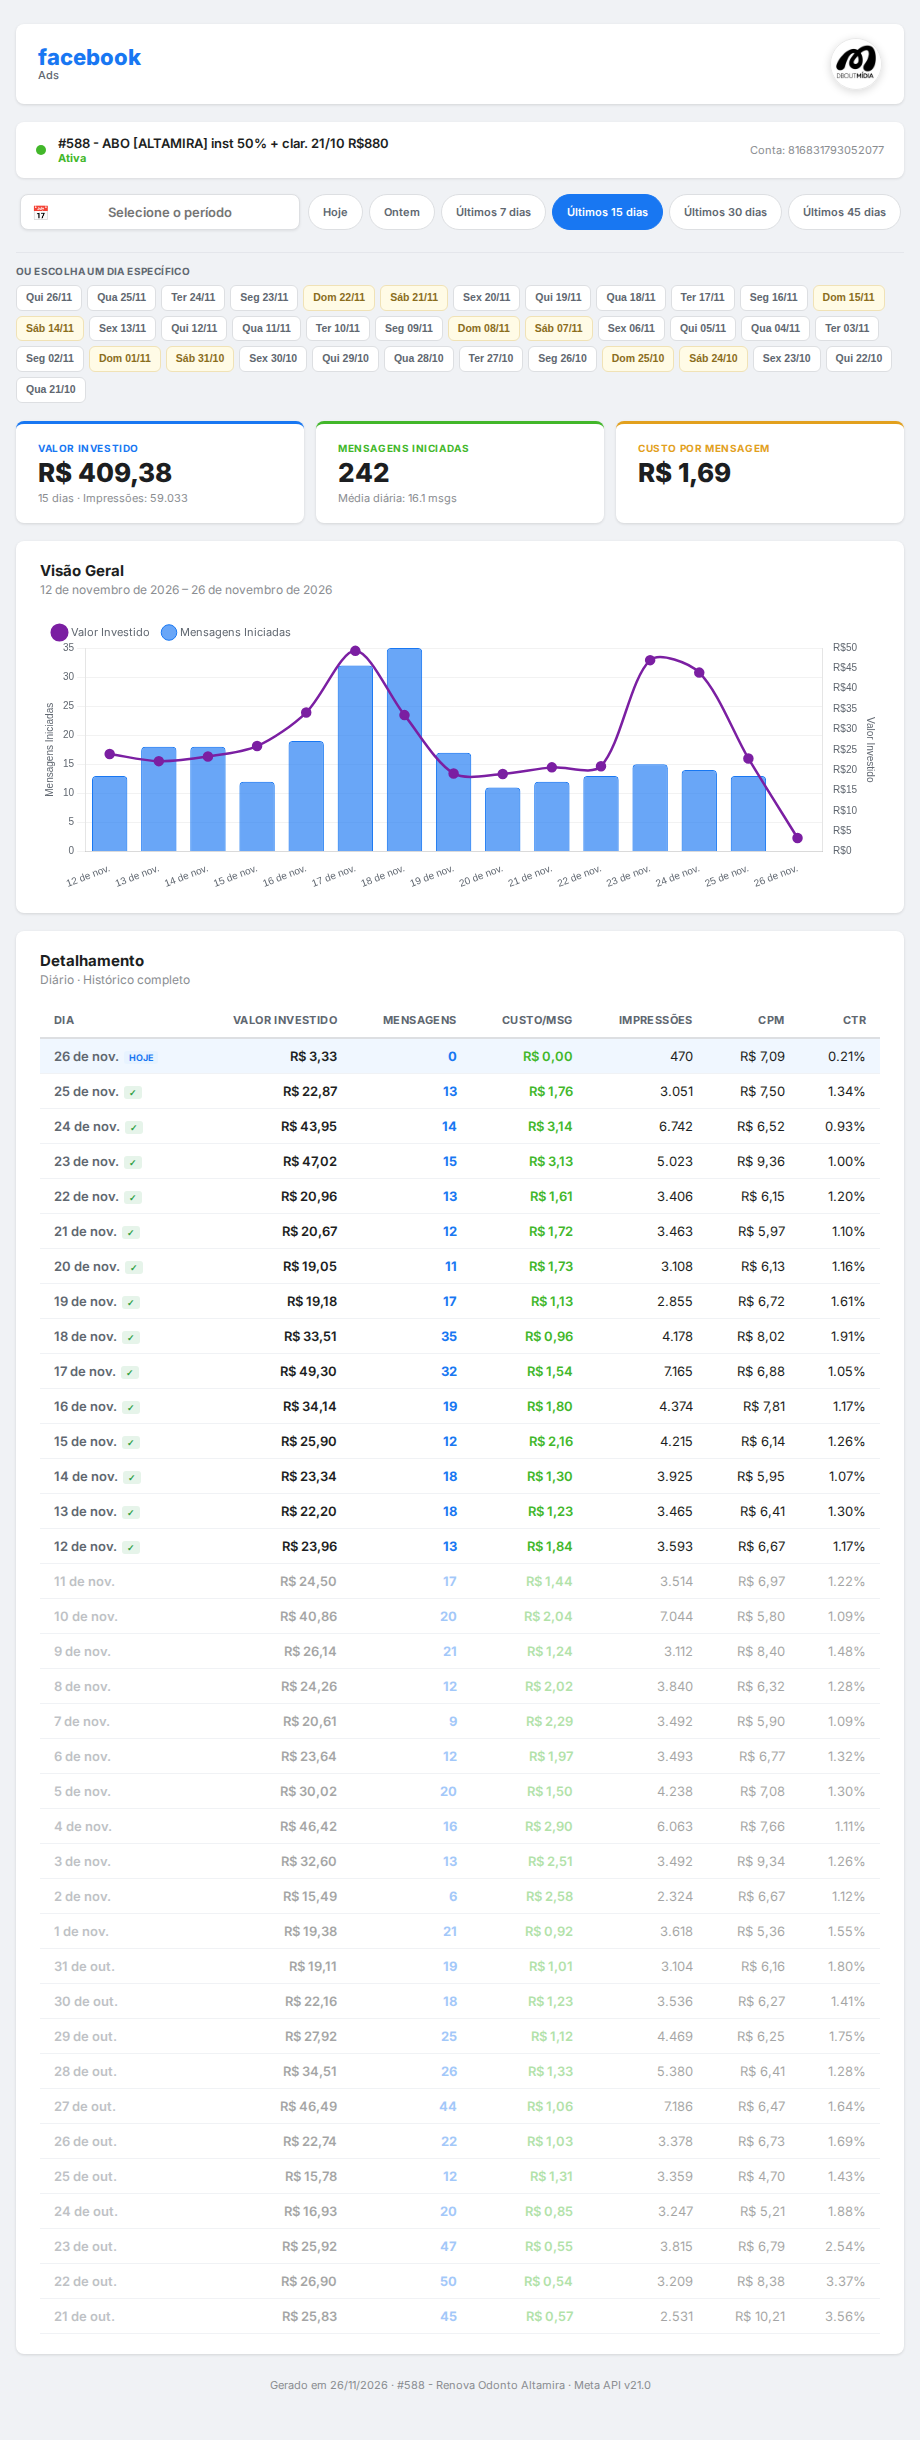 facebook
Ads
DBOUTMÍDIA
#588 - ABO [ALTAMIRA] inst 50% + clar. 21/10 R$880
Ativa
Conta: 816831793052077
Selecione o período
Hoje
Ontem
Últimos 7 dias
Últimos 15 dias
Últimos 30 dias
Últimos 45 dias
OU ESCOLHA UM DIA ESPECÍFICO
Qui 26/11 Qua 25/11 Ter 24/11 Seg 23/11 Dom 22/11 Sáb 21/11 Sex 20/11 Qui 19/11 Qua 18/11 Ter 17/11 Seg 16/11 Dom 15/11
Sáb 14/11 Sex 13/11 Qui 12/11 Qua 11/11 Ter 10/11 Seg 09/11 Dom 08/11 Sáb 07/11 Sex 06/11 Qui 05/11 Qua 04/11 Ter 03/11
Seg 02/11 Dom 01/11 Sáb 31/10 Sex 30/10 Qui 29/10 Qua 28/10 Ter 27/10 Seg 26/10 Dom 25/10 Sáb 24/10 Sex 23/10 Qui 22/10
Qua 21/10
VALOR INVESTIDO
R$ 409,38
15 dias · Impressões: 59.033
MENSAGENS INICIADAS
242
Média diária: 16.1 msgs
CUSTO POR MENSAGEM
R$ 1,69
Visão Geral
12 de novembro de 2026 – 26 de novembro de 2026
Valor Investido Mensagens Iniciadas
Mensagens Iniciadas
35
30
25
20
15
10
5
0
R$50
R$45
R$40
R$35
R$30
R$25
R$20
R$15
R$10
R$5
R$0
Valor Investido
12 de nov. 13 de nov. 14 de nov. 15 de nov. 16 de nov. 17 de nov. 18 de nov. 19 de nov. 20 de nov. 21 de nov. 22 de nov. 23 de nov. 24 de nov. 25 de nov. 26 de nov.
Detalhamento
Diário · Histórico completo
DIA VALOR INVESTIDO MENSAGENS CUSTO/MSG IMPRESSÕES CPM CTR
26 de nov. HOJE R$ 3,33 0 R$ 0,00 470 R$ 7,09 0.21%
25 de nov. ✓ R$ 22,87 13 R$ 1,76 3.051 R$ 7,50 1.34%
24 de nov. ✓ R$ 43,95 14 R$ 3,14 6.742 R$ 6,52 0.93%
23 de nov. ✓ R$ 47,02 15 R$ 3,13 5.023 R$ 9,36 1.00%
22 de nov. ✓ R$ 20,96 13 R$ 1,61 3.406 R$ 6,15 1.20%
21 de nov. ✓ R$ 20,67 12 R$ 1,72 3.463 R$ 5,97 1.10%
20 de nov. ✓ R$ 19,05 11 R$ 1,73 3.108 R$ 6,13 1.16%
19 de nov. ✓ R$ 19,18 17 R$ 1,13 2.855 R$ 6,72 1.61%
18 de nov. ✓ R$ 33,51 35 R$ 0,96 4.178 R$ 8,02 1.91%
17 de nov. ✓ R$ 49,30 32 R$ 1,54 7.165 R$ 6,88 1.05%
16 de nov. ✓ R$ 34,14 19 R$ 1,80 4.374 R$ 7,81 1.17%
15 de nov. ✓ R$ 25,90 12 R$ 2,16 4.215 R$ 6,14 1.26%
14 de nov. ✓ R$ 23,34 18 R$ 1,30 3.925 R$ 5,95 1.07%
13 de nov. ✓ R$ 22,20 18 R$ 1,23 3.465 R$ 6,41 1.30%
12 de nov. ✓ R$ 23,96 13 R$ 1,84 3.593 R$ 6,67 1.17%
11 de nov. R$ 24,50 17 R$ 1,44 3.514 R$ 6,97 1.22%
10 de nov. R$ 40,86 20 R$ 2,04 7.044 R$ 5,80 1.09%
9 de nov. R$ 26,14 21 R$ 1,24 3.112 R$ 8,40 1.48%
8 de nov. R$ 24,26 12 R$ 2,02 3.840 R$ 6,32 1.28%
7 de nov. R$ 20,61 9 R$ 2,29 3.492 R$ 5,90 1.09%
6 de nov. R$ 23,64 12 R$ 1,97 3.493 R$ 6,77 1.32%
5 de nov. R$ 30,02 20 R$ 1,50 4.238 R$ 7,08 1.30%
4 de nov. R$ 46,42 16 R$ 2,90 6.063 R$ 7,66 1.11%
3 de nov. R$ 32,60 13 R$ 2,51 3.492 R$ 9,34 1.26%
2 de nov. R$ 15,49 6 R$ 2,58 2.324 R$ 6,67 1.12%
1 de nov. R$ 19,38 21 R$ 0,92 3.618 R$ 5,36 1.55%
31 de out. R$ 19,11 19 R$ 1,01 3.104 R$ 6,16 1.80%
30 de out. R$ 22,16 18 R$ 1,23 3.536 R$ 6,27 1.41%
29 de out. R$ 27,92 25 R$ 1,12 4.469 R$ 6,25 1.75%
28 de out. R$ 34,51 26 R$ 1,33 5.380 R$ 6,41 1.28%
27 de out. R$ 46,49 44 R$ 1,06 7.186 R$ 6,47 1.64%
26 de out. R$ 22,74 22 R$ 1,03 3.378 R$ 6,73 1.69%
25 de out. R$ 15,78 12 R$ 1,31 3.359 R$ 4,70 1.43%
24 de out. R$ 16,93 20 R$ 0,85 3.247 R$ 5,21 1.88%
23 de out. R$ 25,92 47 R$ 0,55 3.815 R$ 6,79 2.54%
22 de out. R$ 26,90 50 R$ 0,54 3.209 R$ 8,38 3.37%
21 de out. R$ 25,83 45 R$ 0,57 2.531 R$ 10,21 3.56%
Gerado em 26/11/2026 · #588 - Renova Odonto Altamira · Meta API v21.0